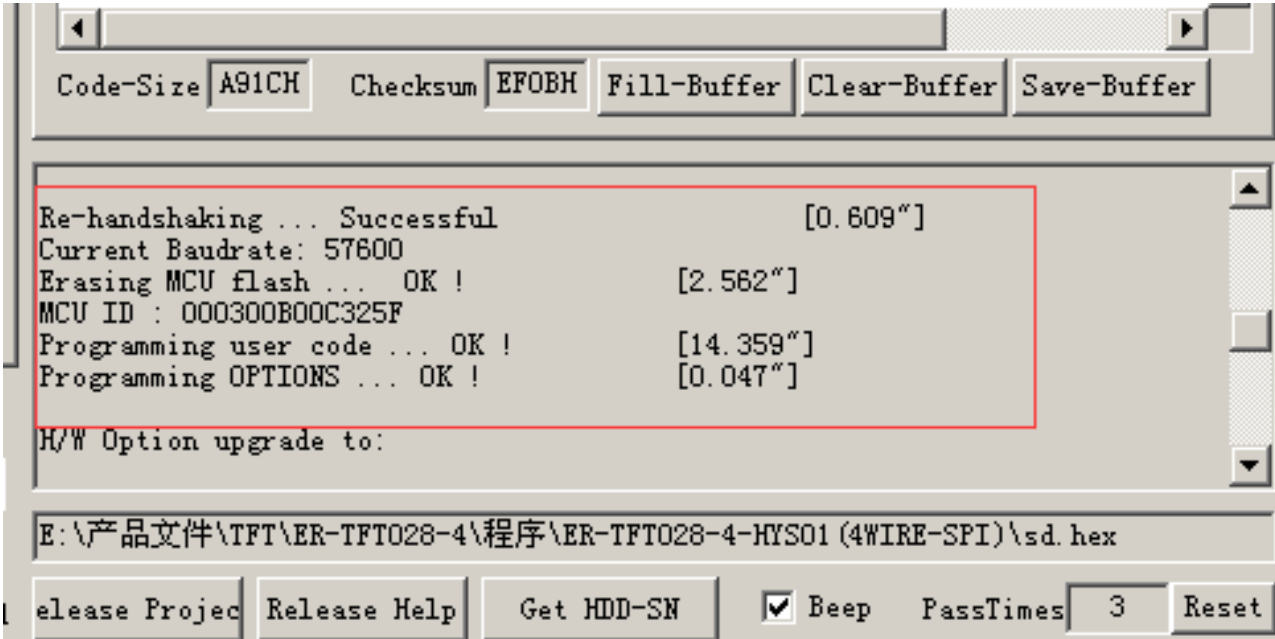 Code-Size A91CH Checksum EF0BH Fill-Buffer Clear-Buffer Save-Buffer
Re-handshaking ... Successful [0.609"]
Current Baudrate: 57600
Erasing MCU flash ... OK ! [2.562"]
MCU ID : 000300B00C325F
Programming user code ... OK ! [14.359"]
Programming OPTIONS ... OK ! [0.047"]
H/W Option upgrade to:
E:\产品文件\TFT\ER-TFT028-4\程序\ER-TFT028-4-HYS01(4WIRE-SPI)\sd.hex
elease Projec Release Help Get HDD-SN Beep PassTimes 3 Reset